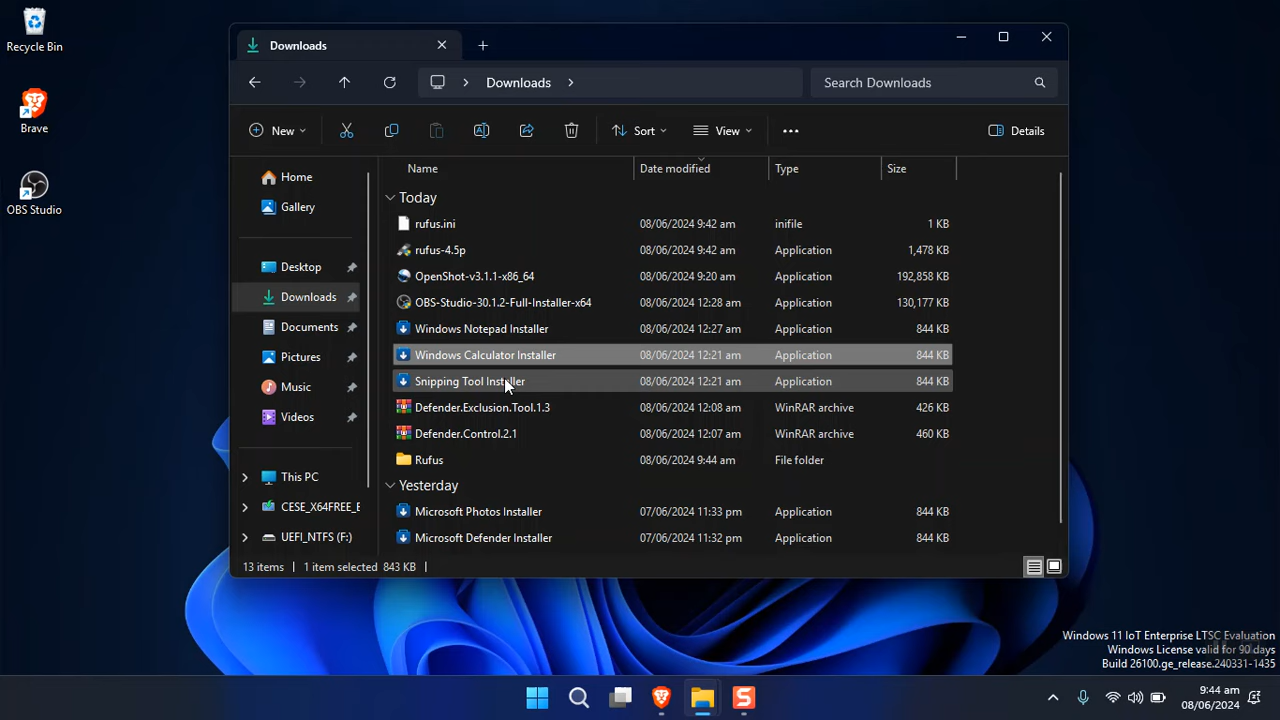 Recycle Bin
Brave
OBS Studio
Downloads
Downloads
Search Downloads
New
Sort
View
Details
Home
Gallery
Desktop
Downloads
Documents
Pictures
Music
Videos
This PC
CESE_X64FREE_E
UEFI_NTFS (F:)
Name Date modified Type Size
Today
rufus.ini 08/06/2024 9:42 am inifile 1 KB
rufus-4.5p 08/06/2024 9:42 am Application 1,478 KB
OpenShot-v3.1.1-x86_64 08/06/2024 9:20 am Application 192,858 KB
OBS-Studio-30.1.2-Full-Installer-x64 08/06/2024 12:28 am Application 130,177 KB
Windows Notepad Installer 08/06/2024 12:27 am Application 844 KB
Windows Calculator Installer 08/06/2024 12:21 am Application 844 KB
Snipping Tool Installer 08/06/2024 12:21 am Application 844 KB
Defender.Exclusion.Tool.1.3 08/06/2024 12:08 am WinRAR archive 426 KB
Defender.Control.2.1 08/06/2024 12:07 am WinRAR archive 460 KB
Rufus 08/06/2024 9:44 am File folder
Yesterday
Microsoft Photos Installer 07/06/2024 11:33 pm Application 844 KB
Microsoft Defender Installer 07/06/2024 11:32 pm Application 844 KB
13 items 1 item selected 843 KB
Windows 11 IoT Enterprise LTSC Evaluation
Windows License valid for 90 days
Build 26100.ge_release.240331-1435
9:44 am
08/06/2024